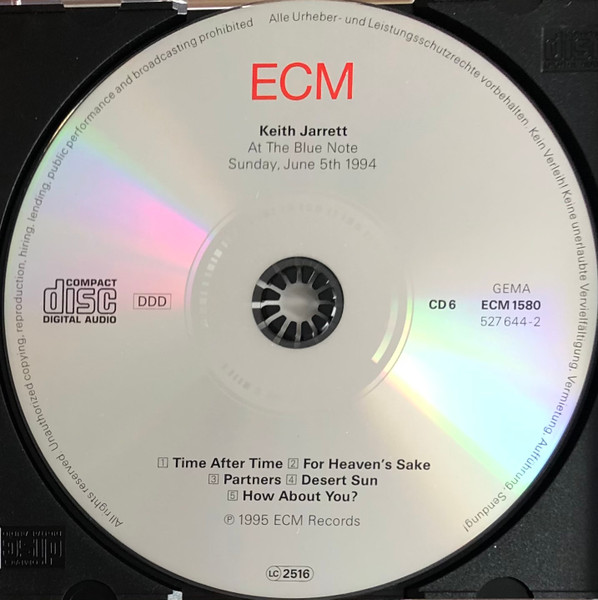 Alle Urheber- und Leistungsschutzrechte vorbehalten. Kein Verleih! Keine unerlaubte Vervielfältigung, Vermietung, Aufführung, Sendung!
ECM
Keith Jarrett
At The Blue Note
Sunday, June 5th 1994
COMPACT
disc
DIGITAL AUDIO
DDD
GEMA
CD 6 ECM 1580
527 644-2
1 Time After Time 2 For Heaven's Sake
3 Partners 4 Desert Sun
5 How About You?
℗ 1995 ECM Records
LC 2516
All rights reserved. Unauthorized copying, reproduction, hiring, lending, public performance and broadcasting prohibited